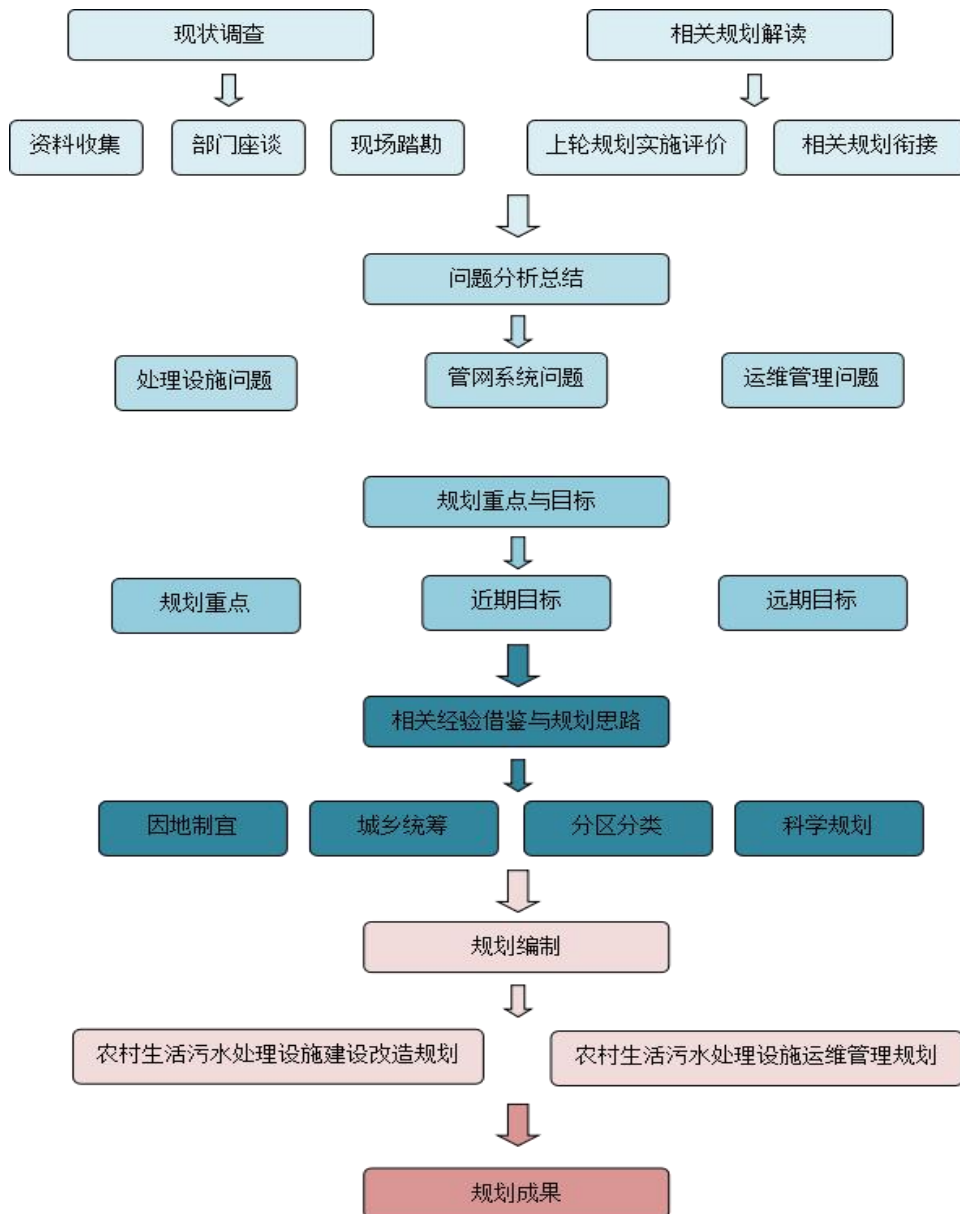 现状调查
相关规划解读
资料收集
部门座谈
现场踏勘
上轮规划实施评价
相关规划衔接
问题分析总结
处理设施问题
管网系统问题
运维管理问题
规划重点与目标
规划重点
近期目标
远期目标
相关经验借鉴与规划思路
因地制宜
城乡统筹
分区分类
科学规划
规划编制
农村生活污水处理设施建设改造规划
农村生活污水处理设施运维管理规划
规划成果